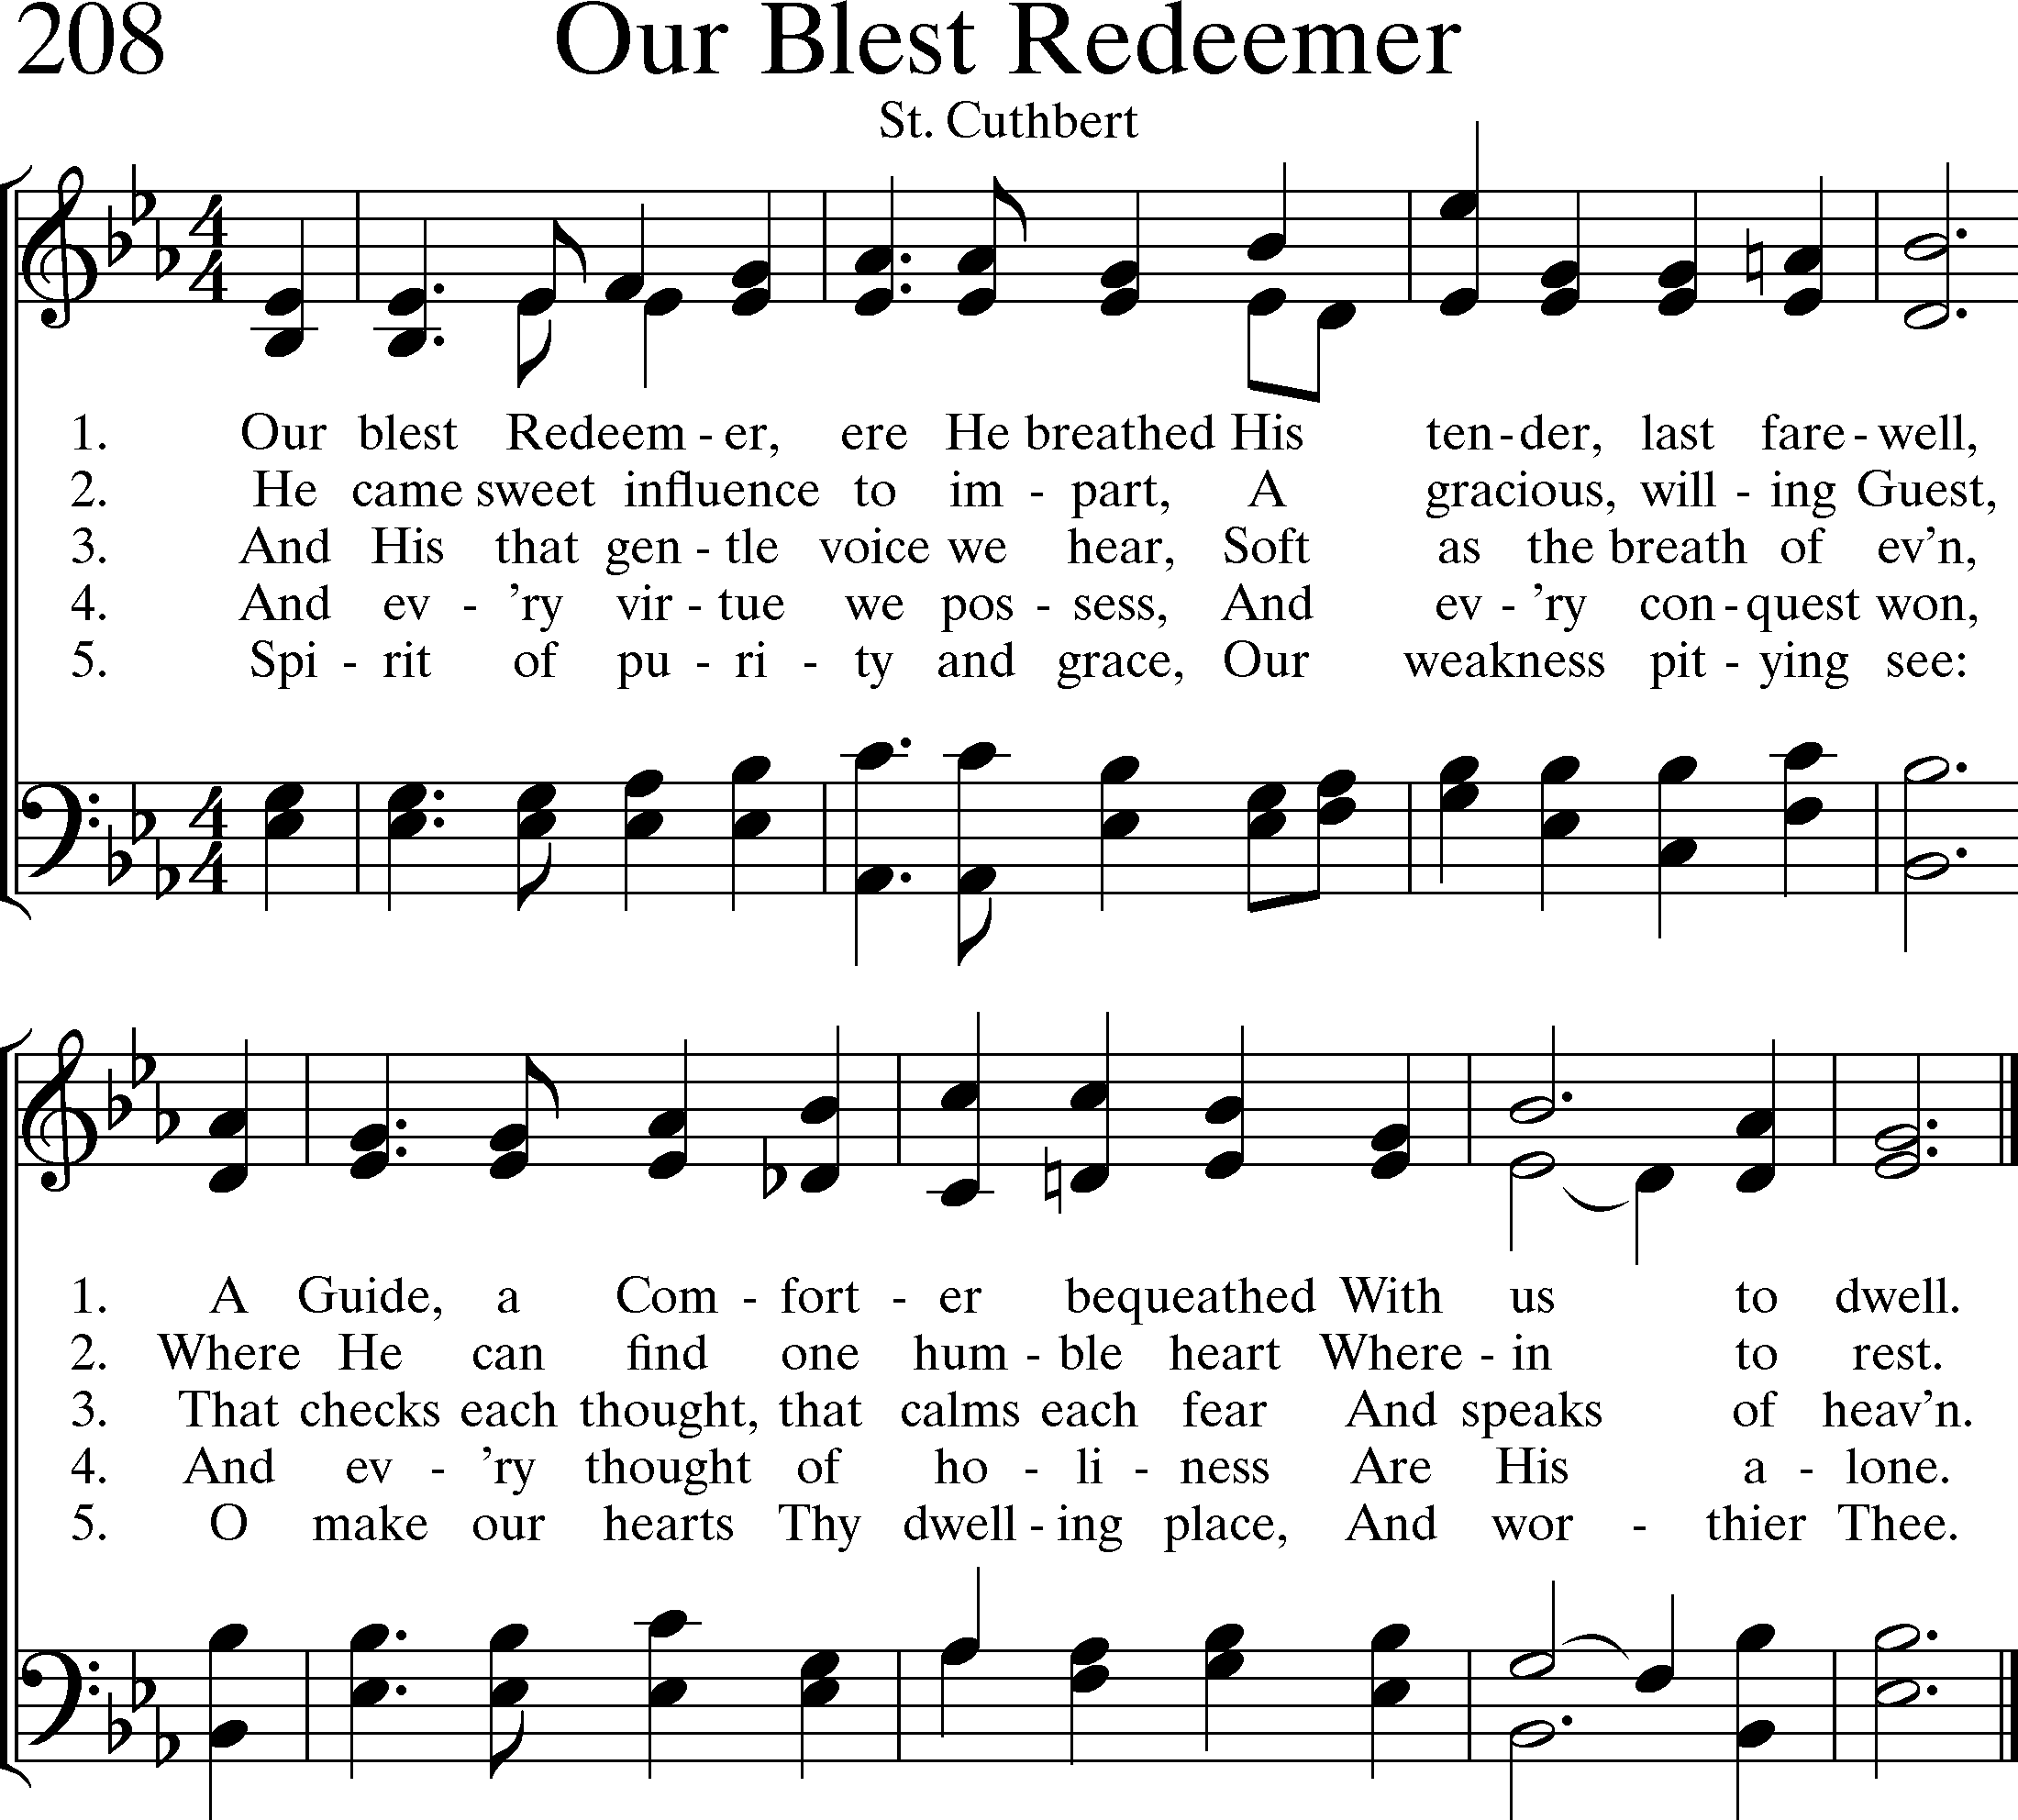 208 Our Blest Redeemer
St. Cuthbert
4 4
1. Our blest Redeem - er, ere He breathed His ten - der, last fare - well,
2. He came sweet influence to im - part, A gracious, will - ing Guest,
3. And His that gen - tle voice we hear, Soft as the breath of ev'n,
4. And ev - 'ry vir - tue we pos - sess, And ev - 'ry con - quest won,
5. Spi - rit of pu - ri - ty and grace, Our weakness pit - ying see:
4 4
1. A Guide, a Com - fort - er bequeathed With us to dwell.
2. Where He can find one hum - ble heart Where - in to rest.
3. That checks each thought, that calms each fear And speaks of heav'n.
4. And ev - 'ry thought of ho - li - ness Are His a - lone.
5. O make our hearts Thy dwell - ing place, And wor - thier Thee.